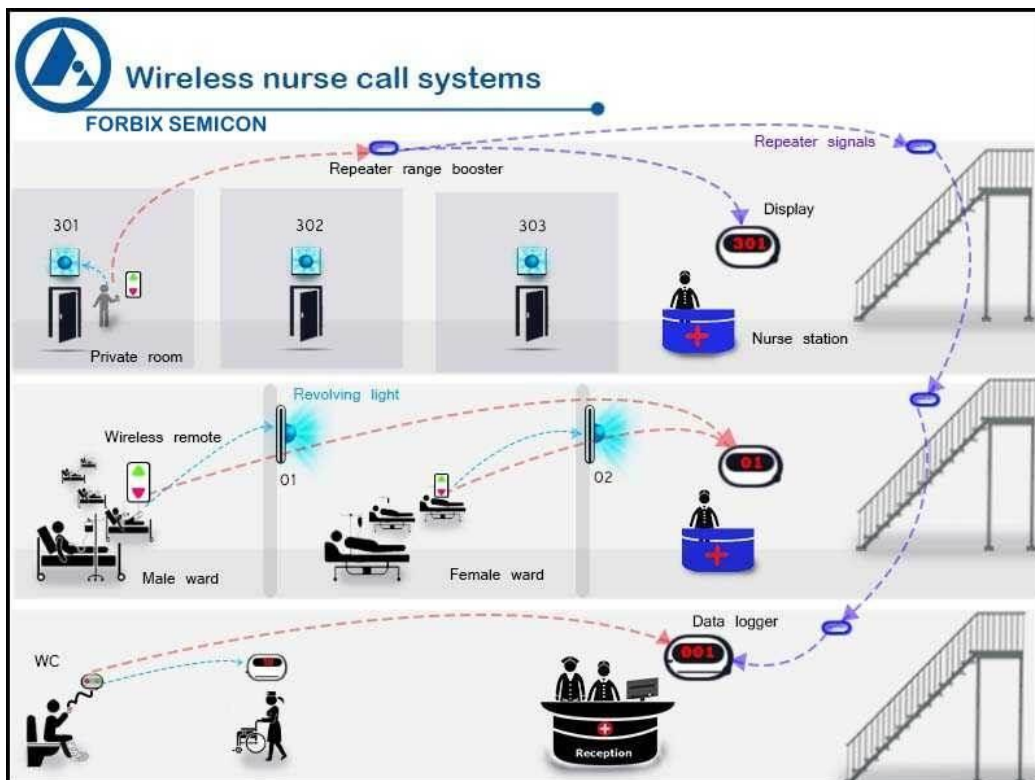 Wireless nurse call systems
FORBIX SEMICON
Repeater signals
Repeater range booster
301
302
303
Display
301
Private room
Nurse station
Revolving light
Wireless remote
01
02
01
Male ward
Female ward
Data logger
001
WC
Reception